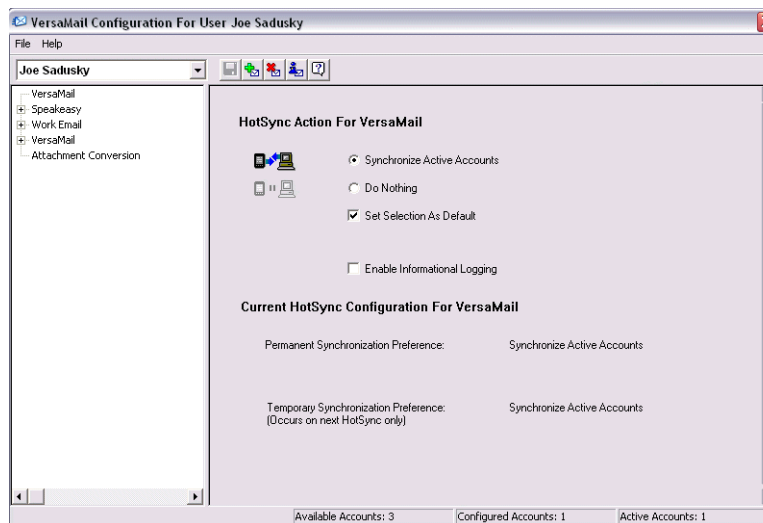 VersaMail Configuration For User Joe Sadusky
File Help
Joe Sadusky
VersaMail
Speakeasy
Work Email
VersaMail
Attachment Conversion
HotSync Action For VersaMail
Synchronize Active Accounts
Do Nothing
Set Selection As Default
Enable Informational Logging
Current HotSync Configuration For VersaMail
Permanent Synchronization Preference: Synchronize Active Accounts
Temporary Synchronization Preference: Synchronize Active Accounts
(Occurs on next HotSync only)
Available Accounts: 3 Configured Accounts: 1 Active Accounts: 1